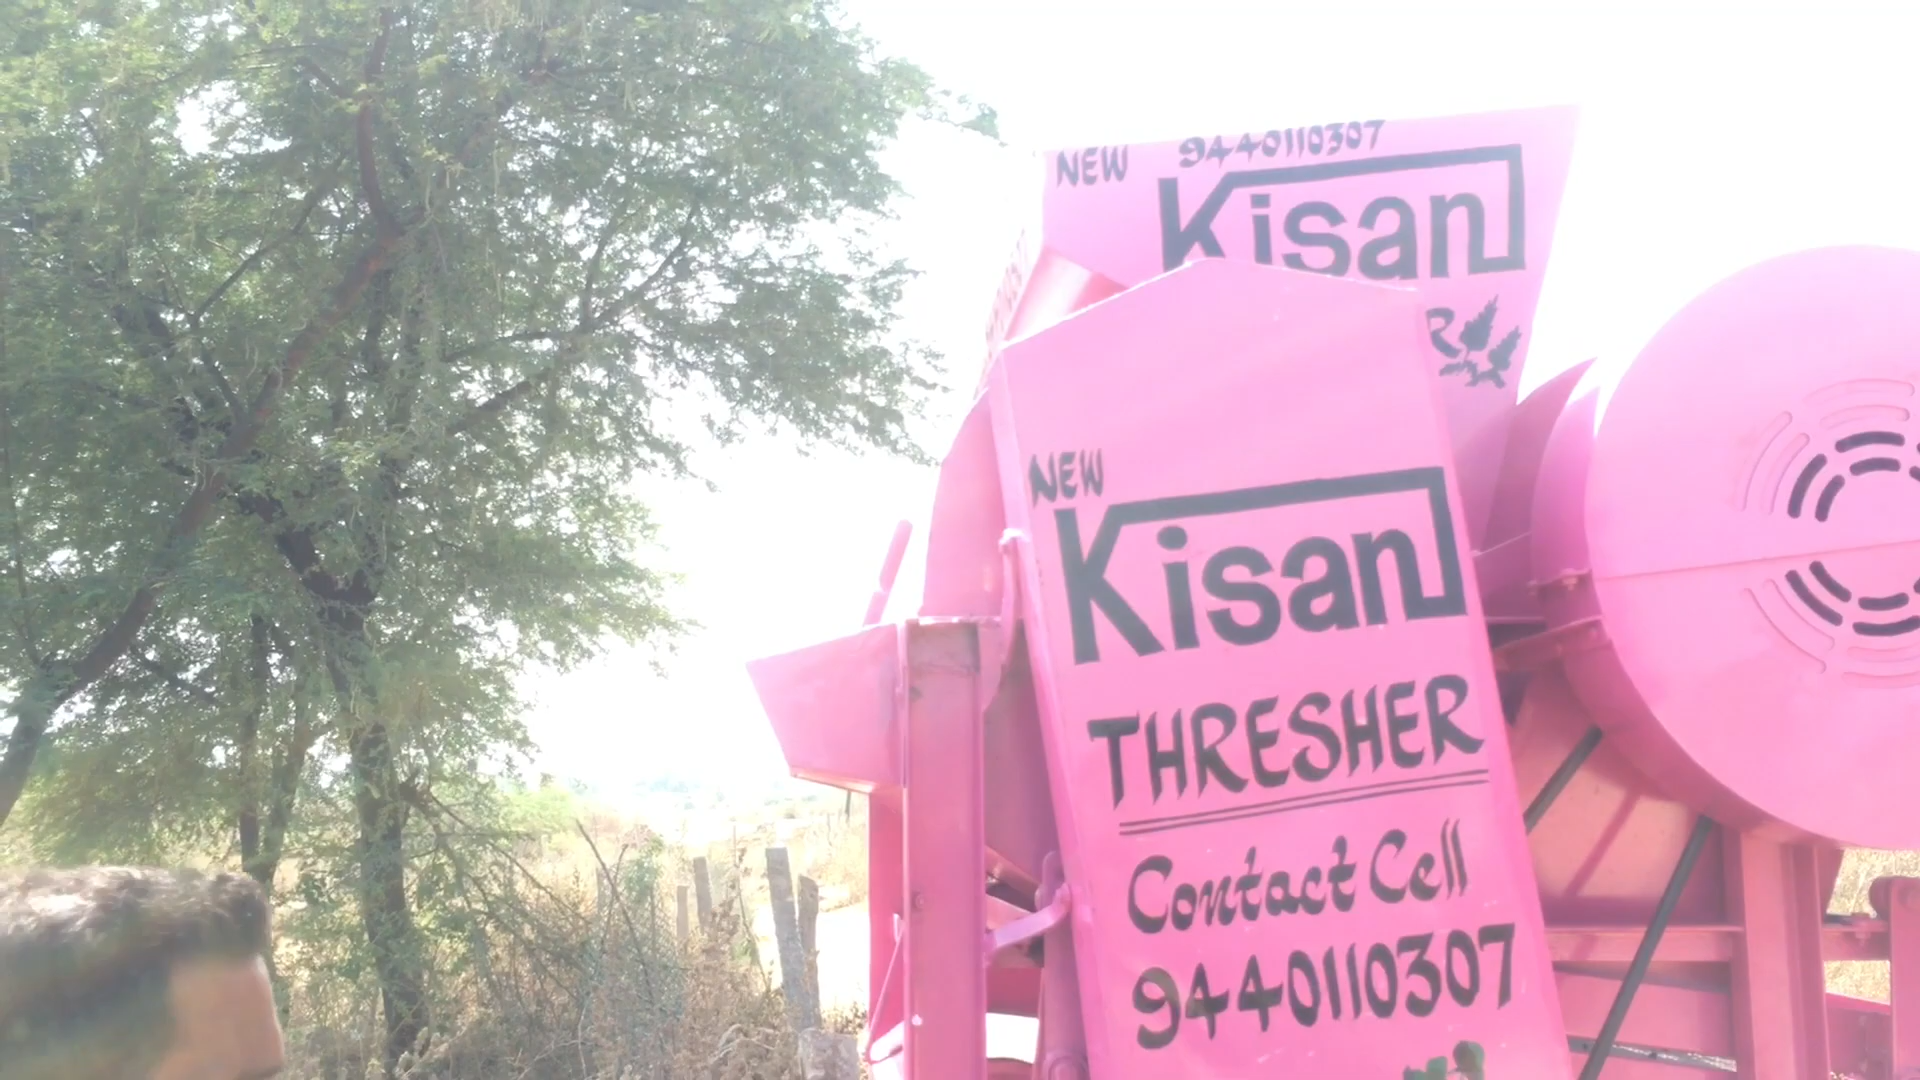 NEW 9440110307
Kisan
R
NEW
Kisan
THRESHER
Contact Cell
9440110307